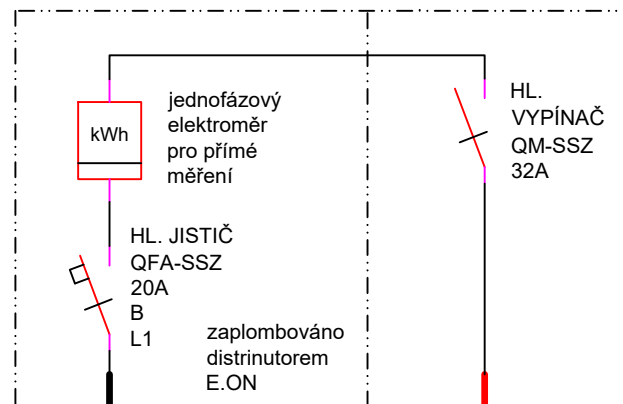 kWh
jednofázový
elektroměr
pro přímé
měření
HL.
VYPÍNAČ
QM-SSZ
32A
HL. JISTIČ
QFA-SSZ
20A
B
L1
zaplombováno
distrinutorem
E.ON